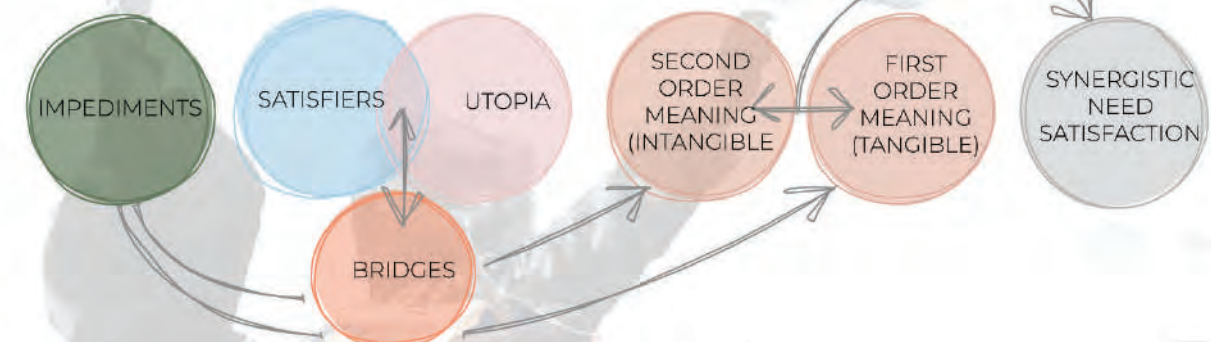 IMPEDIMENTS
SATISFIERS
UTOPIA
BRIDGES
SECOND
ORDER
MEANING
(INTANGIBLE
FIRST
ORDER
MEANING
(TANGIBLE)
SYNERGISTIC
NEED
SATISFACTION